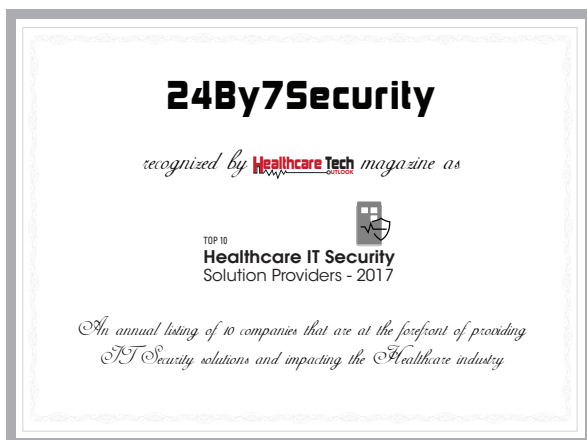 24By7Security
recognized by Healthcare Tech OUTLOOK magazine as
TOP 10
Healthcare IT Security
Solution Providers - 2017
An annual listing of 10 companies that are at the forefront of providing
IT Security solutions and impacting the Healthcare industry